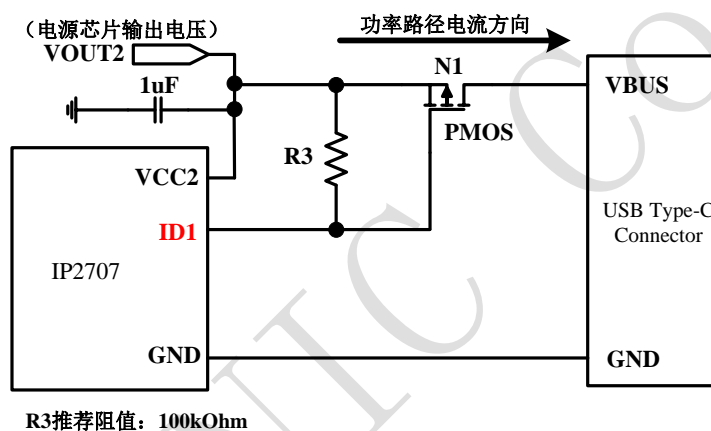 （电源芯片输出电压）
功率路径电流方向
VOUT2
N1
1uF
VBUS
PMOS
R3
VCC2
ID1
USB Type-C
Connector
IP2707
GND
GND
R3推荐阻值：100kOhm